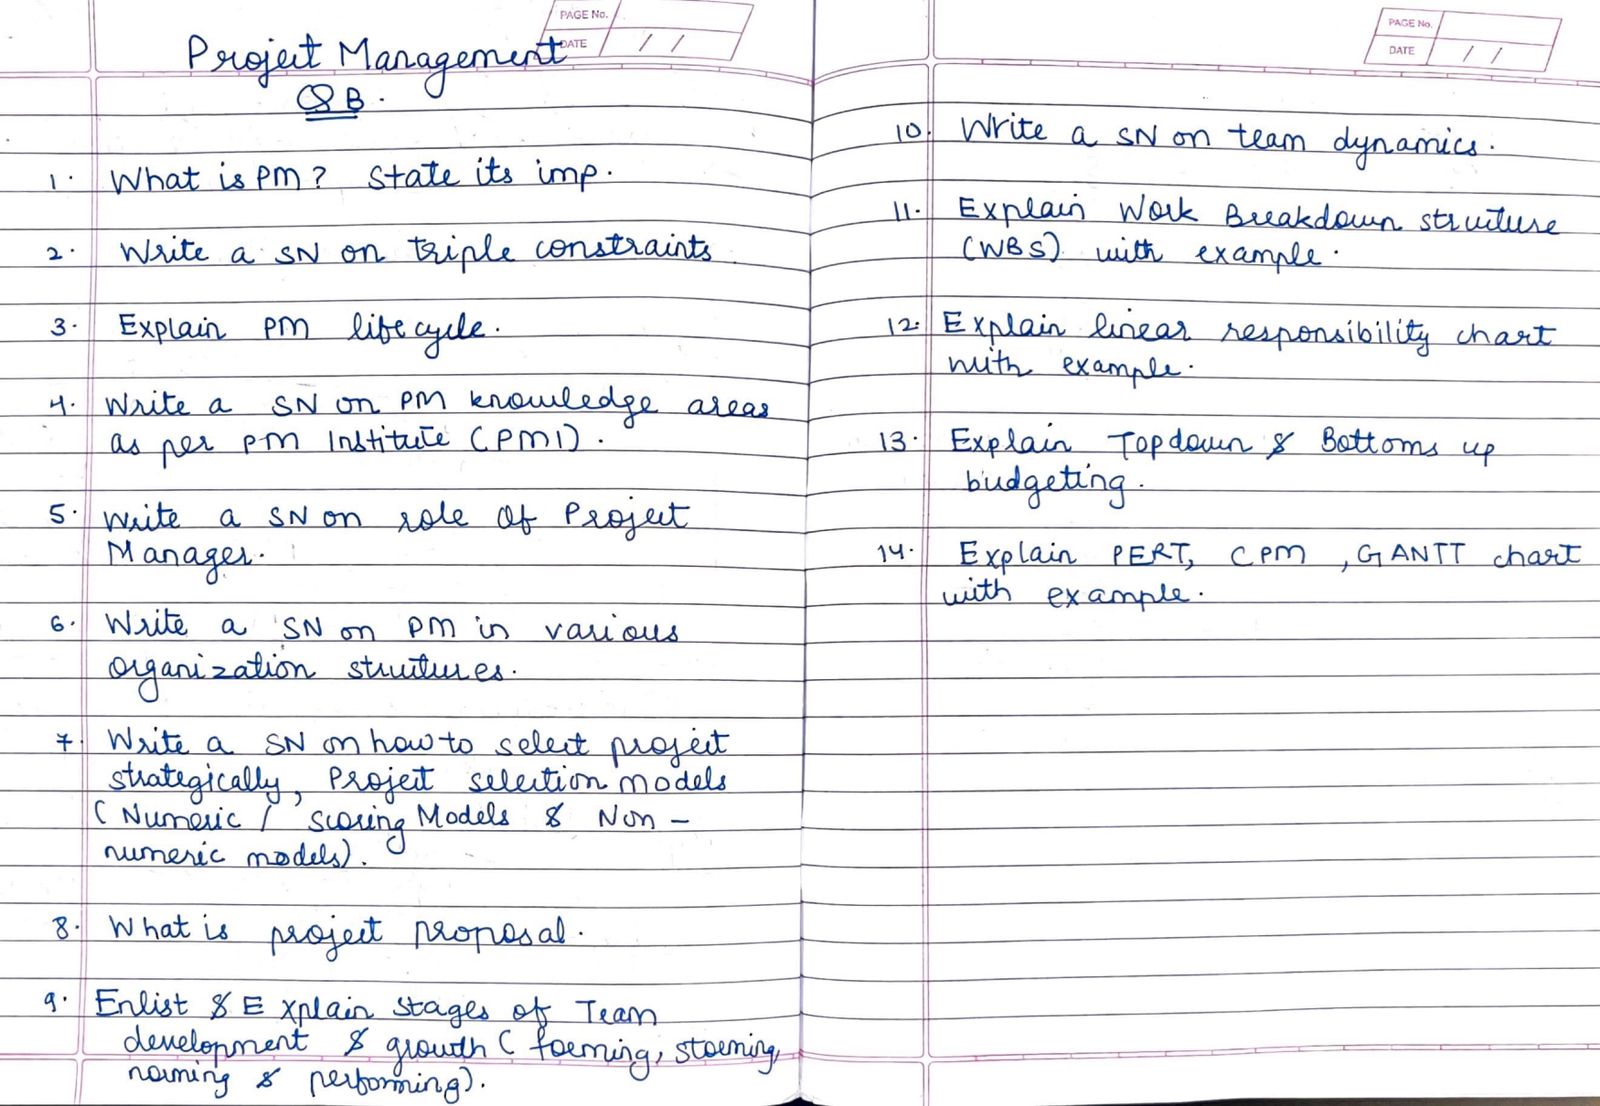 PAGE No.
DATE / /
Project Management
QB.
1. What is PM? State its imp.
2. Write a SN on triple constraints
3. Explain PM life cycle.
4. Write a SN on PM knowledge areas
as per PM Institute (PMI).
5. Write a SN on role of Project
Manager.
6. Write a SN on PM in various
organization structures.
7. Write a SN on how to select project
strategically, Project selection models
(Numeric / scoring Models & Non-
numeric models).
8. What is project proposal.
9. Enlist & Explain stages of Team
development & growth (forming, storming,
norming & performing).
PAGE No.
DATE / /
10. Write a SN on team dynamics.
11. Explain Work Breakdown structure
(WBS) with example.
12. Explain linear responsibility chart
with example.
13. Explain Topdown & Bottoms up
budgeting.
14. Explain PERT, CPM, GANTT chart
with example.